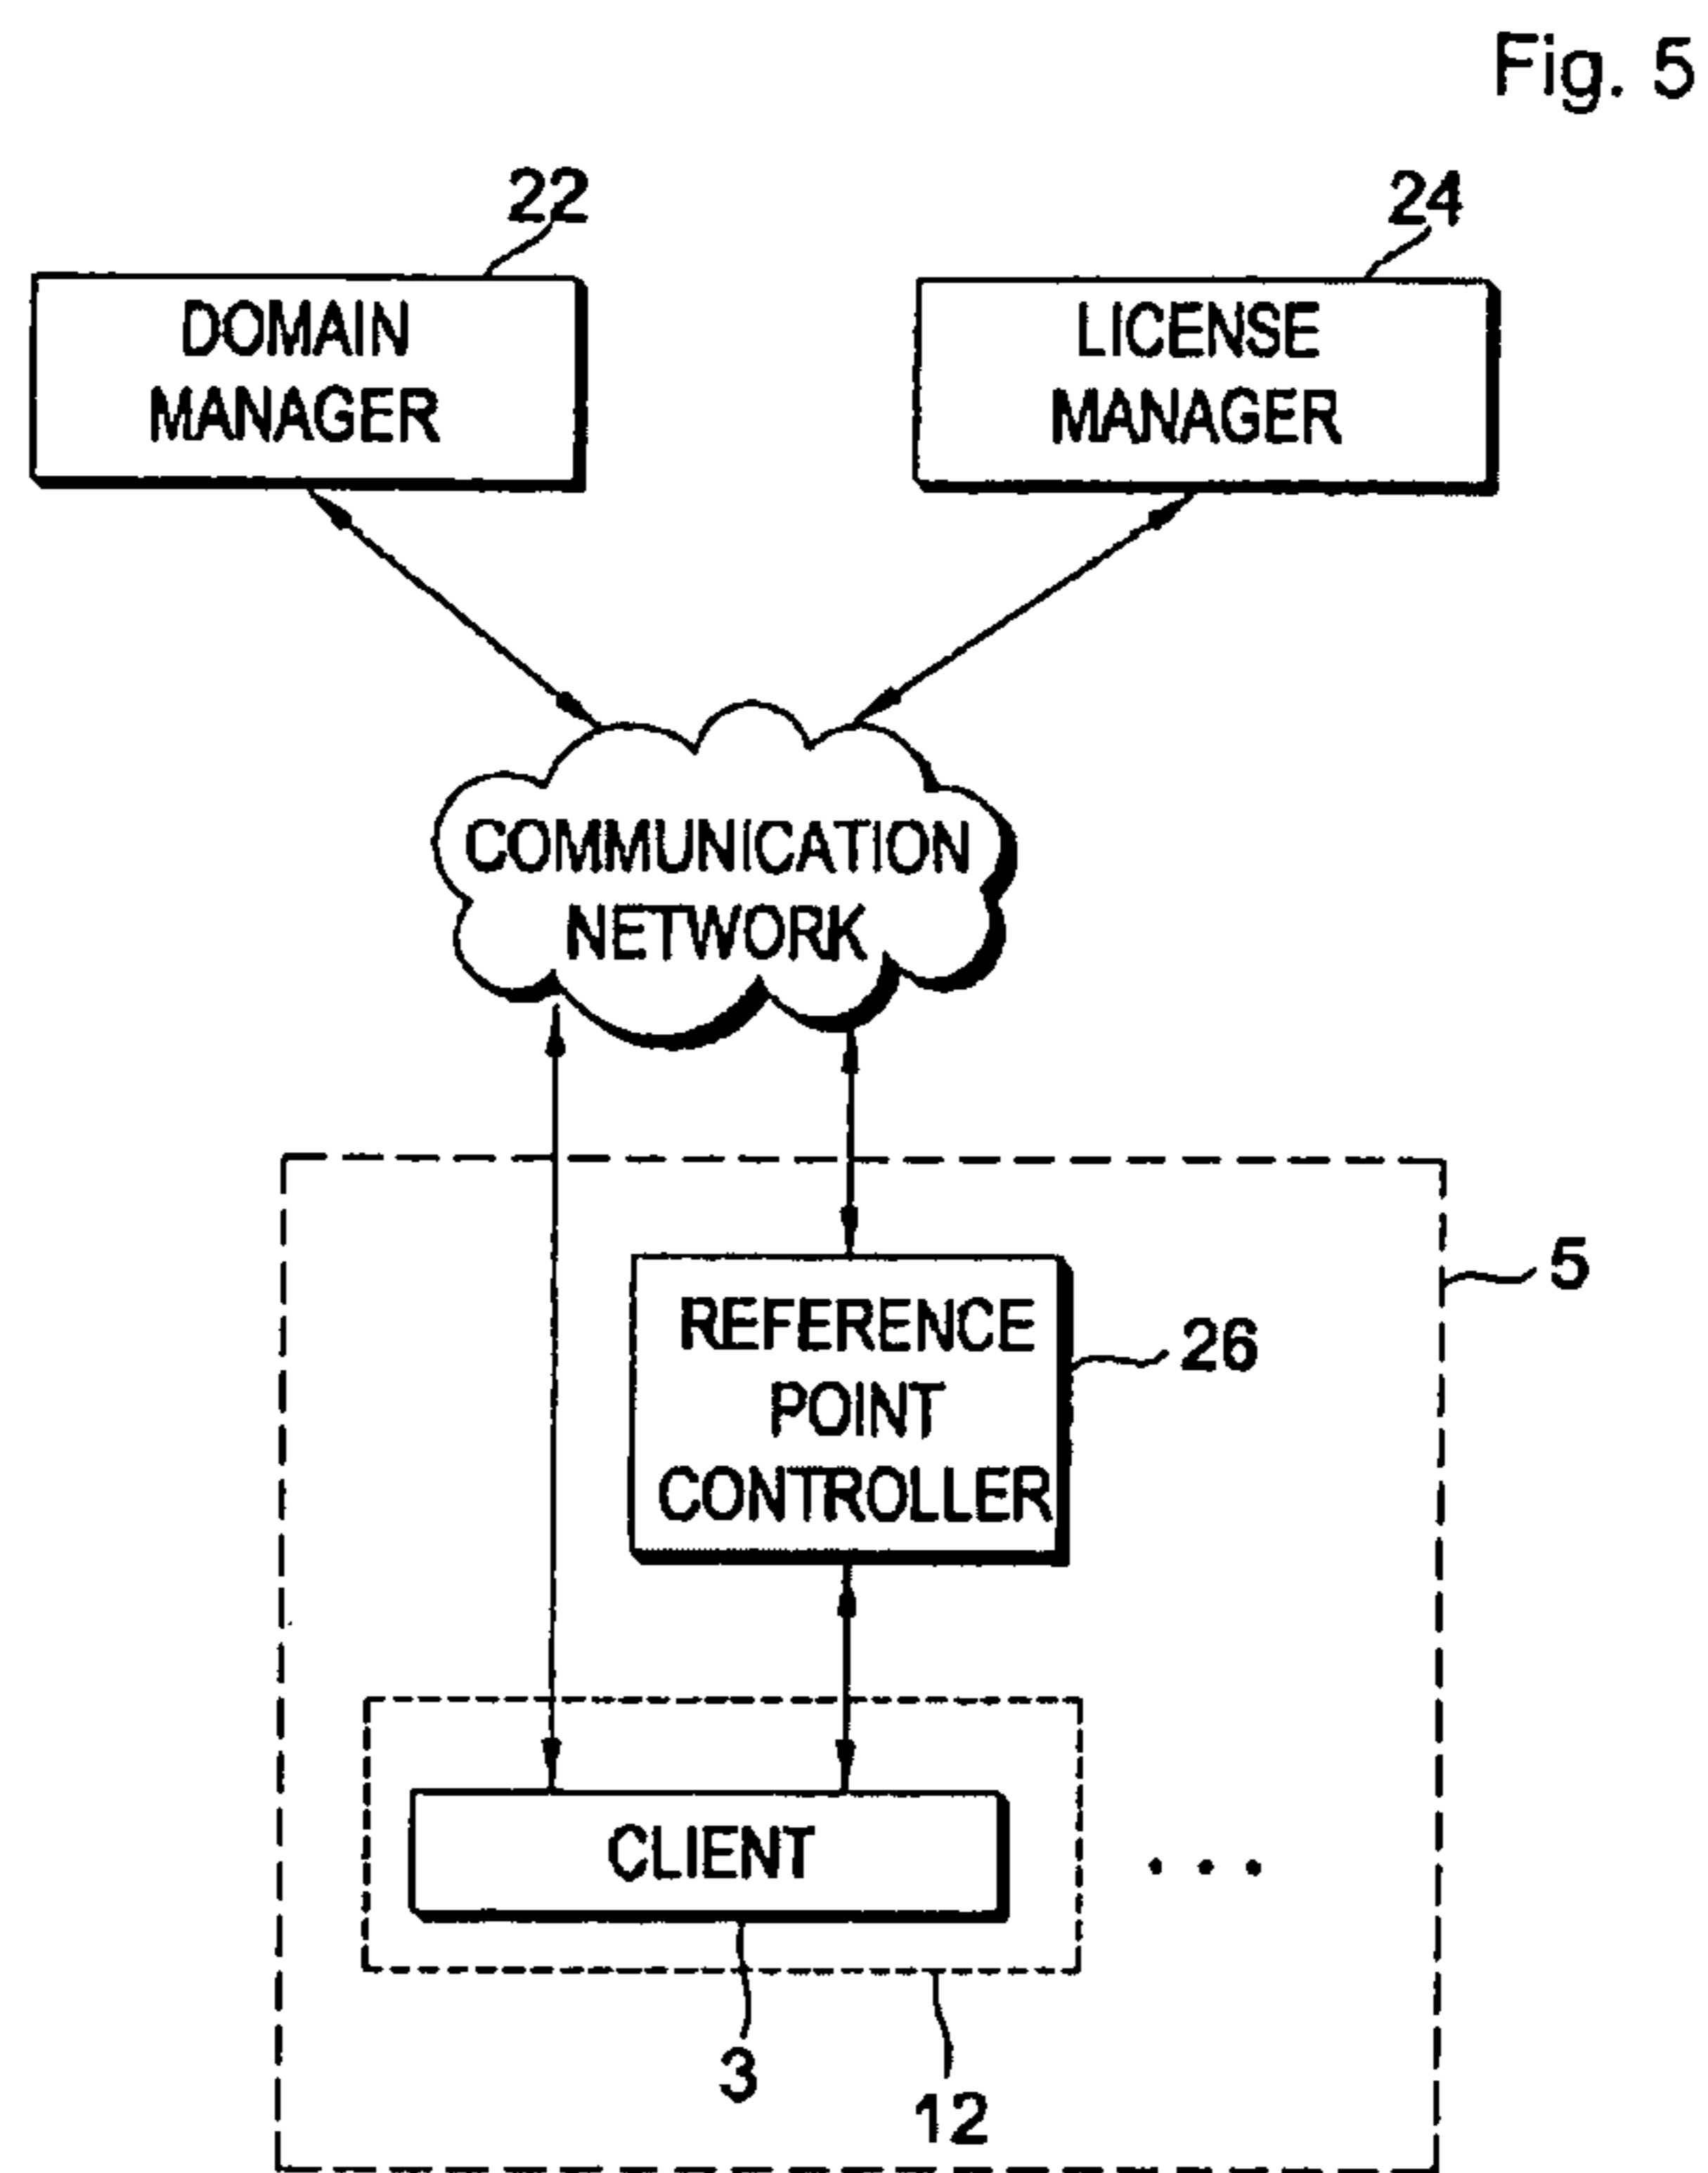 Fig. 5
22
24
DOMAIN
MANAGER
LICENSE
MANAGER
COMMUNICATION
NETWORK
5
REFERENCE
POINT
CONTROLLER
26
CLIENT
. . .
3
12